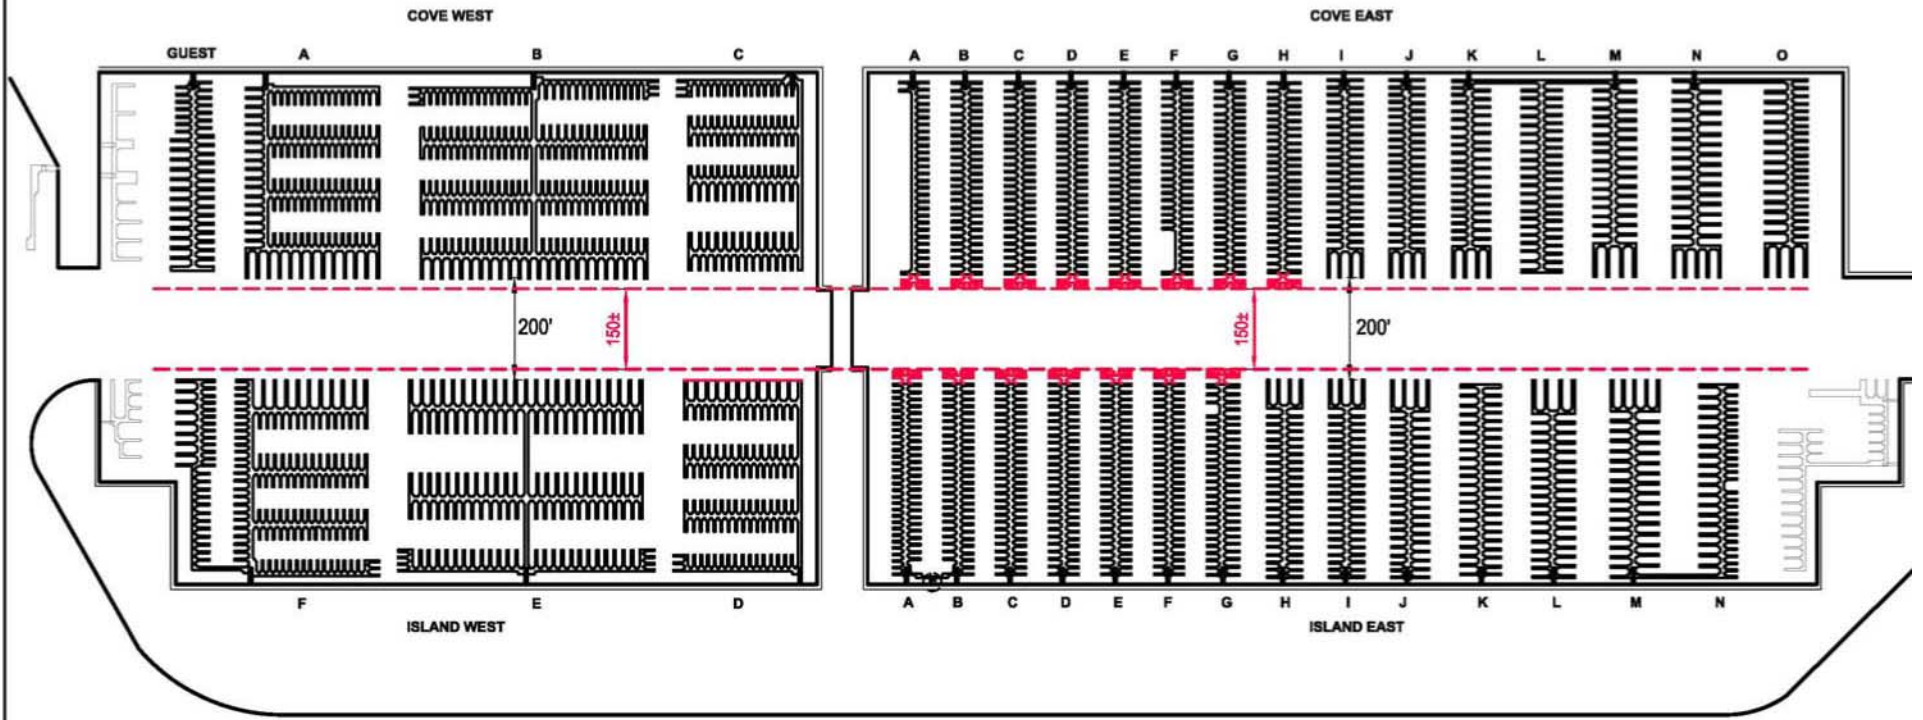 COVE WEST COVE EAST
GUEST A B C A B C D E F G H I J K L M N O
200' 150± 150± 200'
F E D A B C D E F G H I J K L M N
ISLAND WEST ISLAND EAST